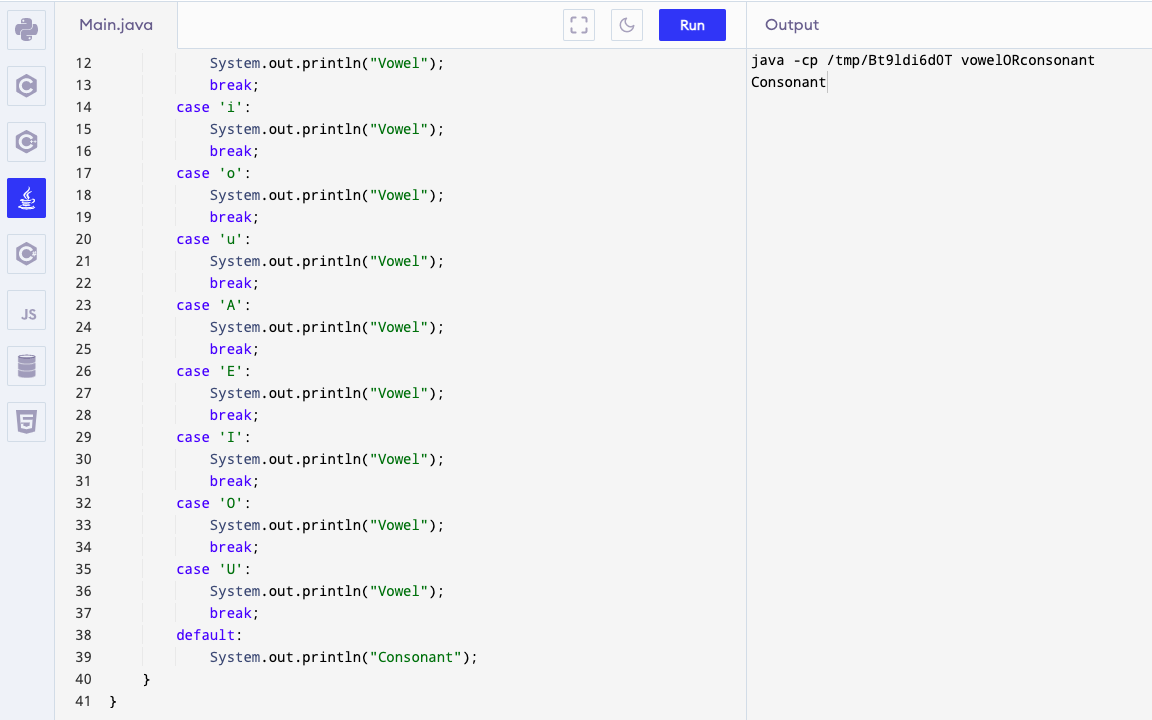 Main.java
Run
Output
12 System.out.println("Vowel");
13 break;
14 case 'i':
15 System.out.println("Vowel");
16 break;
17 case 'o':
18 System.out.println("Vowel");
19 break;
20 case 'u':
21 System.out.println("Vowel");
22 break;
23 case 'A':
24 System.out.println("Vowel");
25 break;
26 case 'E':
27 System.out.println("Vowel");
28 break;
29 case 'I':
30 System.out.println("Vowel");
31 break;
32 case 'O':
33 System.out.println("Vowel");
34 break;
35 case 'U':
36 System.out.println("Vowel");
37 break;
38 default:
39 System.out.println("Consonant");
40 }
41 }
java -cp /tmp/Bt9ldi6dOT vowelORconsonant
Consonant
JS